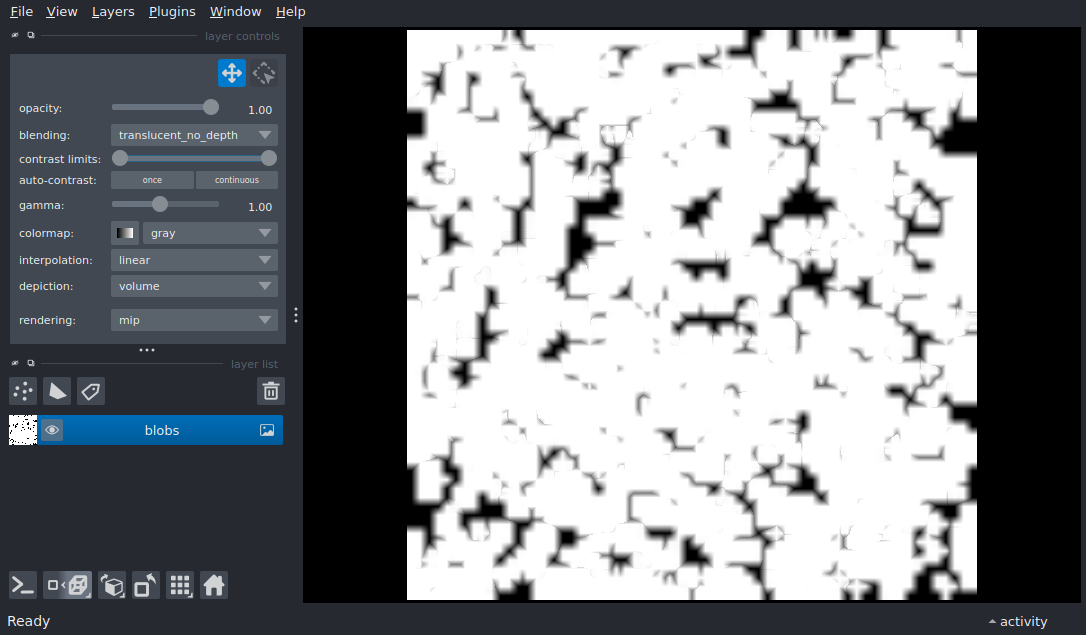 File View Layers Plugins Window Help
layer controls
opacity: 1.00
blending: translucent_no_depth
contrast limits:
auto-contrast: once continuous
gamma: 1.00
colormap: gray
interpolation: linear
depiction: volume
rendering: mip
layer list
blobs
Ready activity